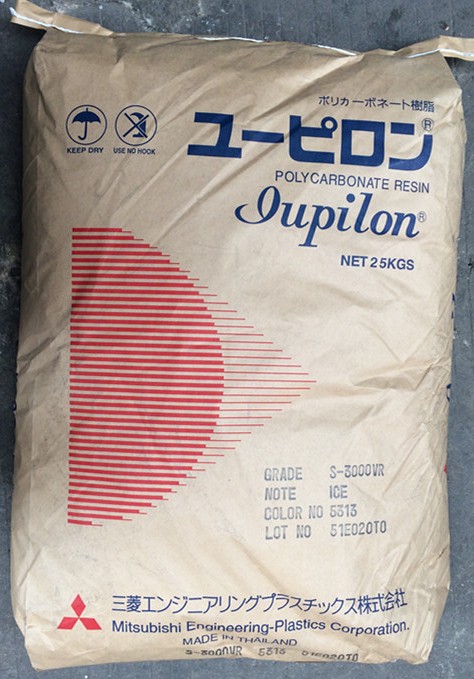 ポリカーボネート樹脂
KEEP DRY
USE NO HOOK
ユーピロン®
POLYCARBONATE RESIN
Iupilon®
NET 25KGS
GRADE S-3000VR
NOTE ICE
COLOR NO 5313
LOT NO 51E020T0
三菱エンジニアリングプラスチックス株式会社
Mitsubishi Engineering-Plastics Corporation.
MADE IN THAILAND
S-3000VR 5313 51E020T0